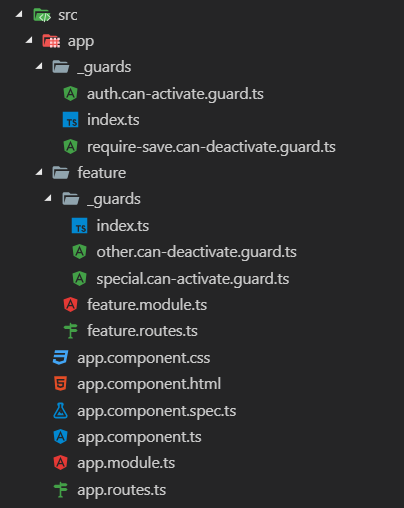 src
app
_guards
auth.can-activate.guard.ts
TS index.ts
require-save.can-deactivate.guard.ts
feature
_guards
TS index.ts
other.can-deactivate.guard.ts
special.can-activate.guard.ts
feature.module.ts
feature.routes.ts
app.component.css
app.component.html
app.component.spec.ts
app.component.ts
app.module.ts
app.routes.ts